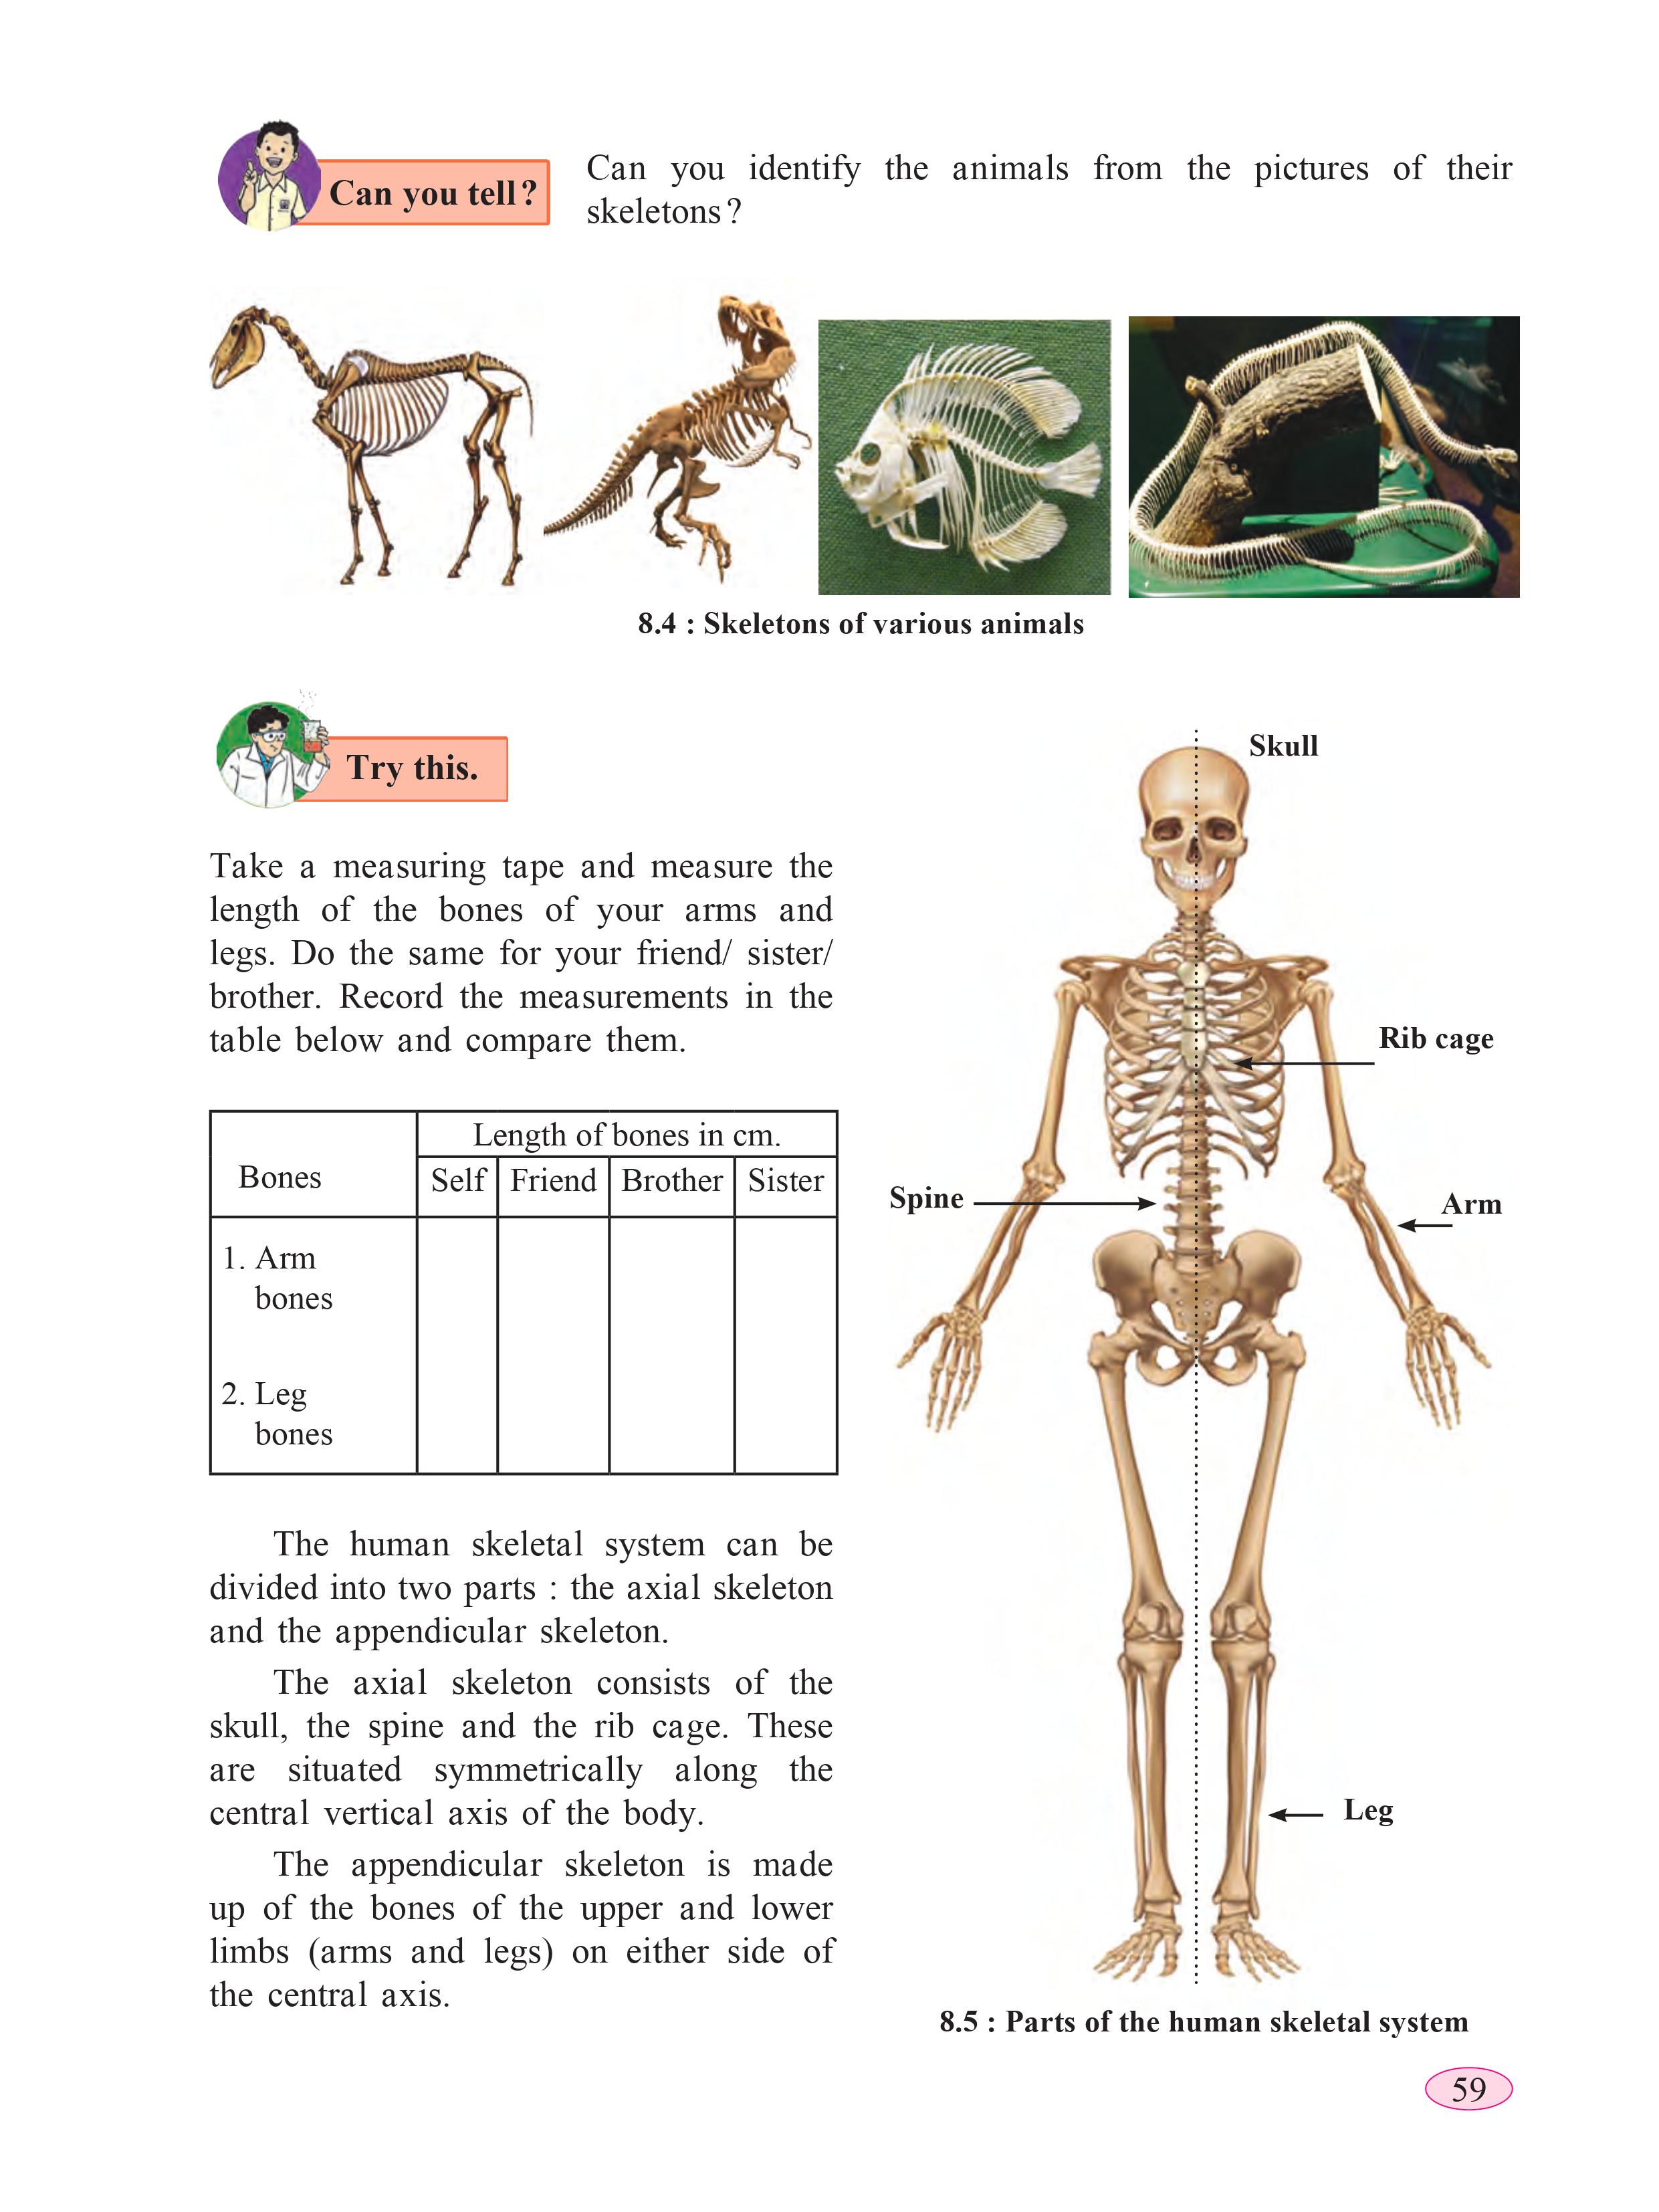 Can you tell?
Can you identify the animals from the pictures of their
skeletons?
8.4 : Skeletons of various animals
Try this.
Take a measuring tape and measure the
length of the bones of your arms and
legs. Do the same for your friend/ sister/
brother. Record the measurements in the
table below and compare them.
Bones
Length of bones in cm.
Self Friend Brother Sister
1. Arm
bones
2. Leg
bones
The human skeletal system can be
divided into two parts : the axial skeleton
and the appendicular skeleton.
The axial skeleton consists of the
skull, the spine and the rib cage. These
are situated symmetrically along the
central vertical axis of the body.
The appendicular skeleton is made
up of the bones of the upper and lower
limbs (arms and legs) on either side of
the central axis.
Skull
Rib cage
Spine
Arm
Leg
8.5 : Parts of the human skeletal system
59